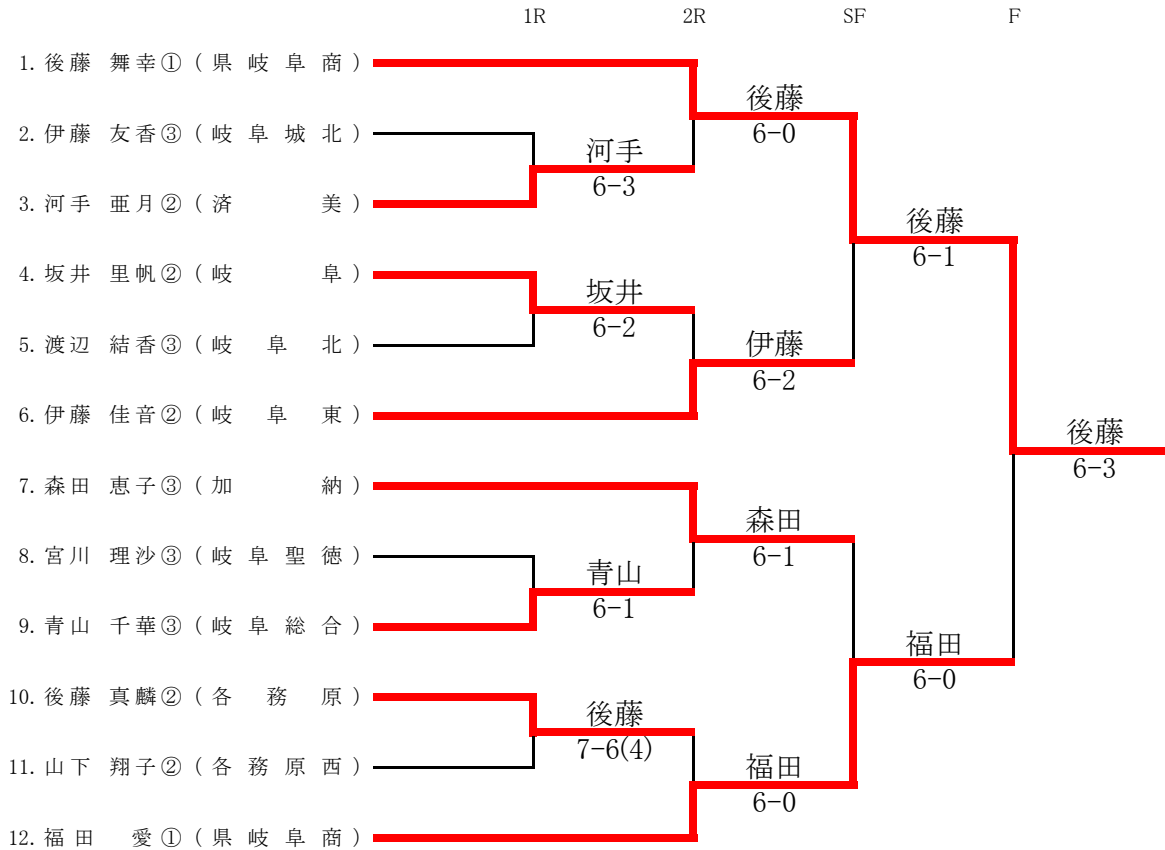 1R 2R SF F
1. 後藤 舞幸① (県岐阜商)
後藤
6-0
2. 伊藤 友香③ (岐阜城北)
河手
6-3
3. 河手 亜月② (済 美)
後藤
6-1
4. 坂井 里帆② (岐 阜)
坂井
6-2
5. 渡辺 結香③ (岐 阜 北)
伊藤
6-2
6. 伊藤 佳音② (岐 阜 東)
後藤
6-3
7. 森田 恵子③ (加 納)
森田
6-1
8. 宮川 理沙③ (岐阜聖徳)
青山
6-1
9. 青山 千華③ (岐阜総合)
福田
6-0
10. 後藤 真麟② (各 務 原)
後藤
7-6(4)
11. 山下 翔子② (各務原西)
福田
6-0
12. 福田 愛① (県岐阜商)